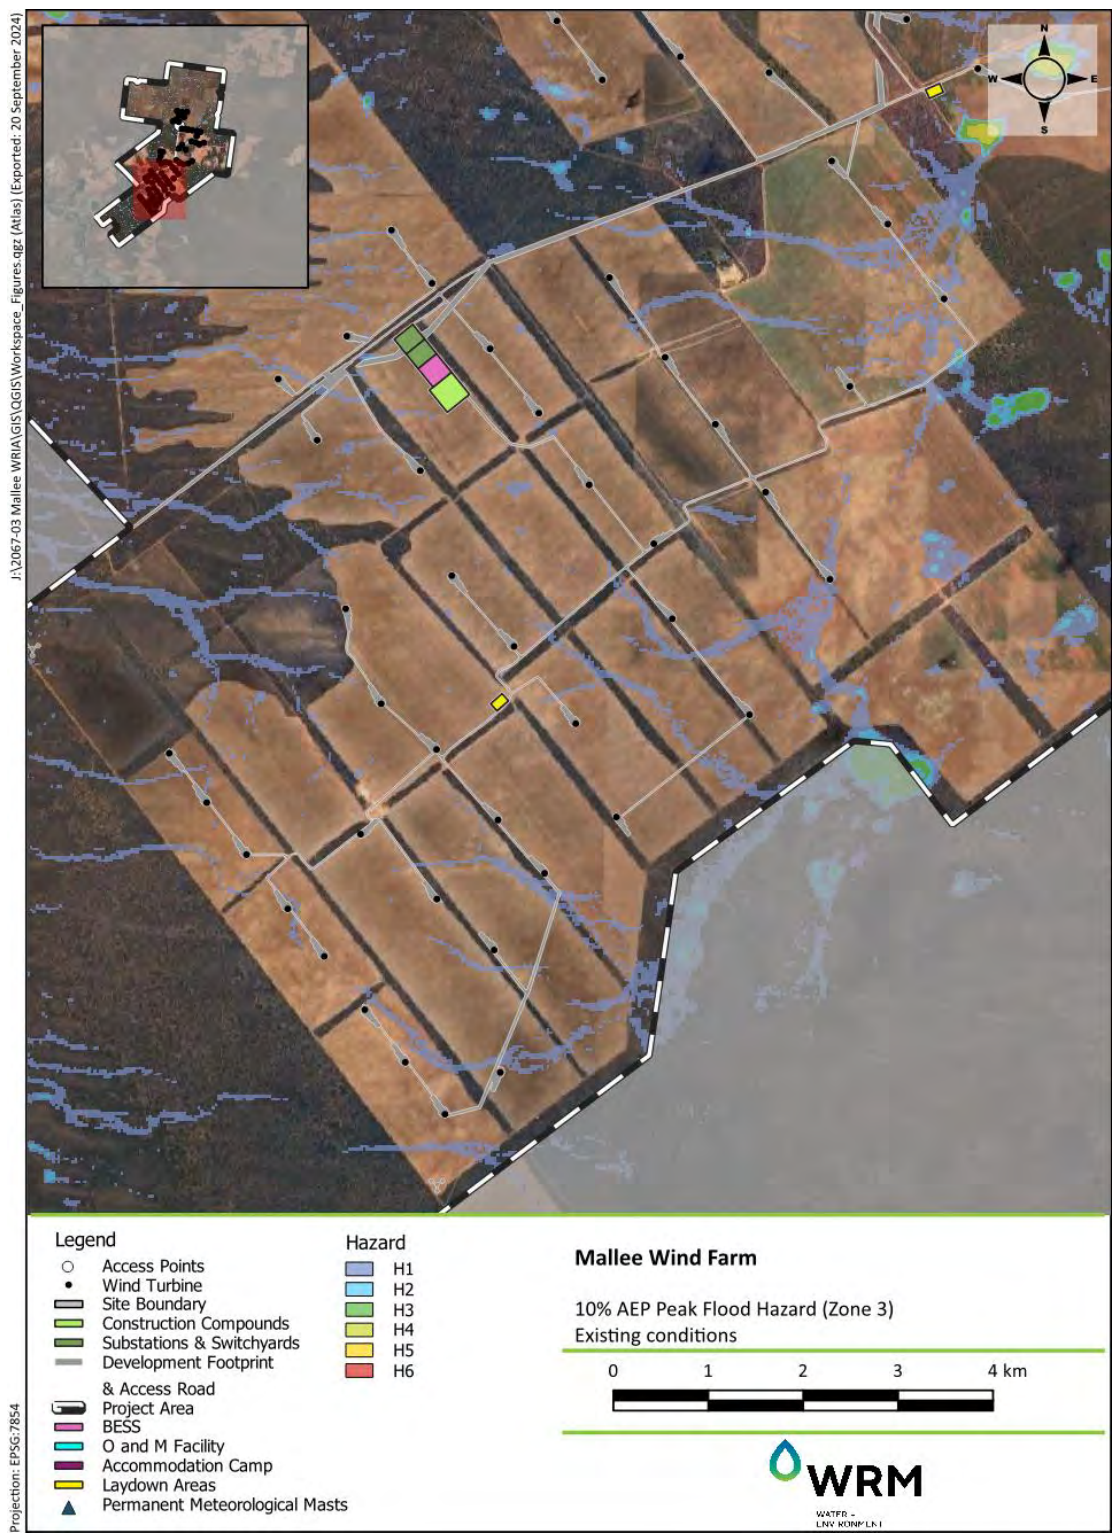 J:\2067-03 Mallee WRIA\GIS\QGIS\Workspace_Figures.qgz (Atlas) (Exported: 20 September 2024)
N
W
E
S
Projection: EPSG:7854
Legend
Access Points
Wind Turbine
Site Boundary
Construction Compounds
Substations & Switchyards
Development Footprint
& Access Road
Project Area
BESS
O and M Facility
Accommodation Camp
Laydown Areas
Permanent Meteorological Masts
Hazard
H1
H2
H3
H4
H5
H6
Mallee Wind Farm
10% AEP Peak Flood Hazard (Zone 3)
Existing conditions
0 1 2 3 4 km
WRM
WATER +
ENVIRONMENT